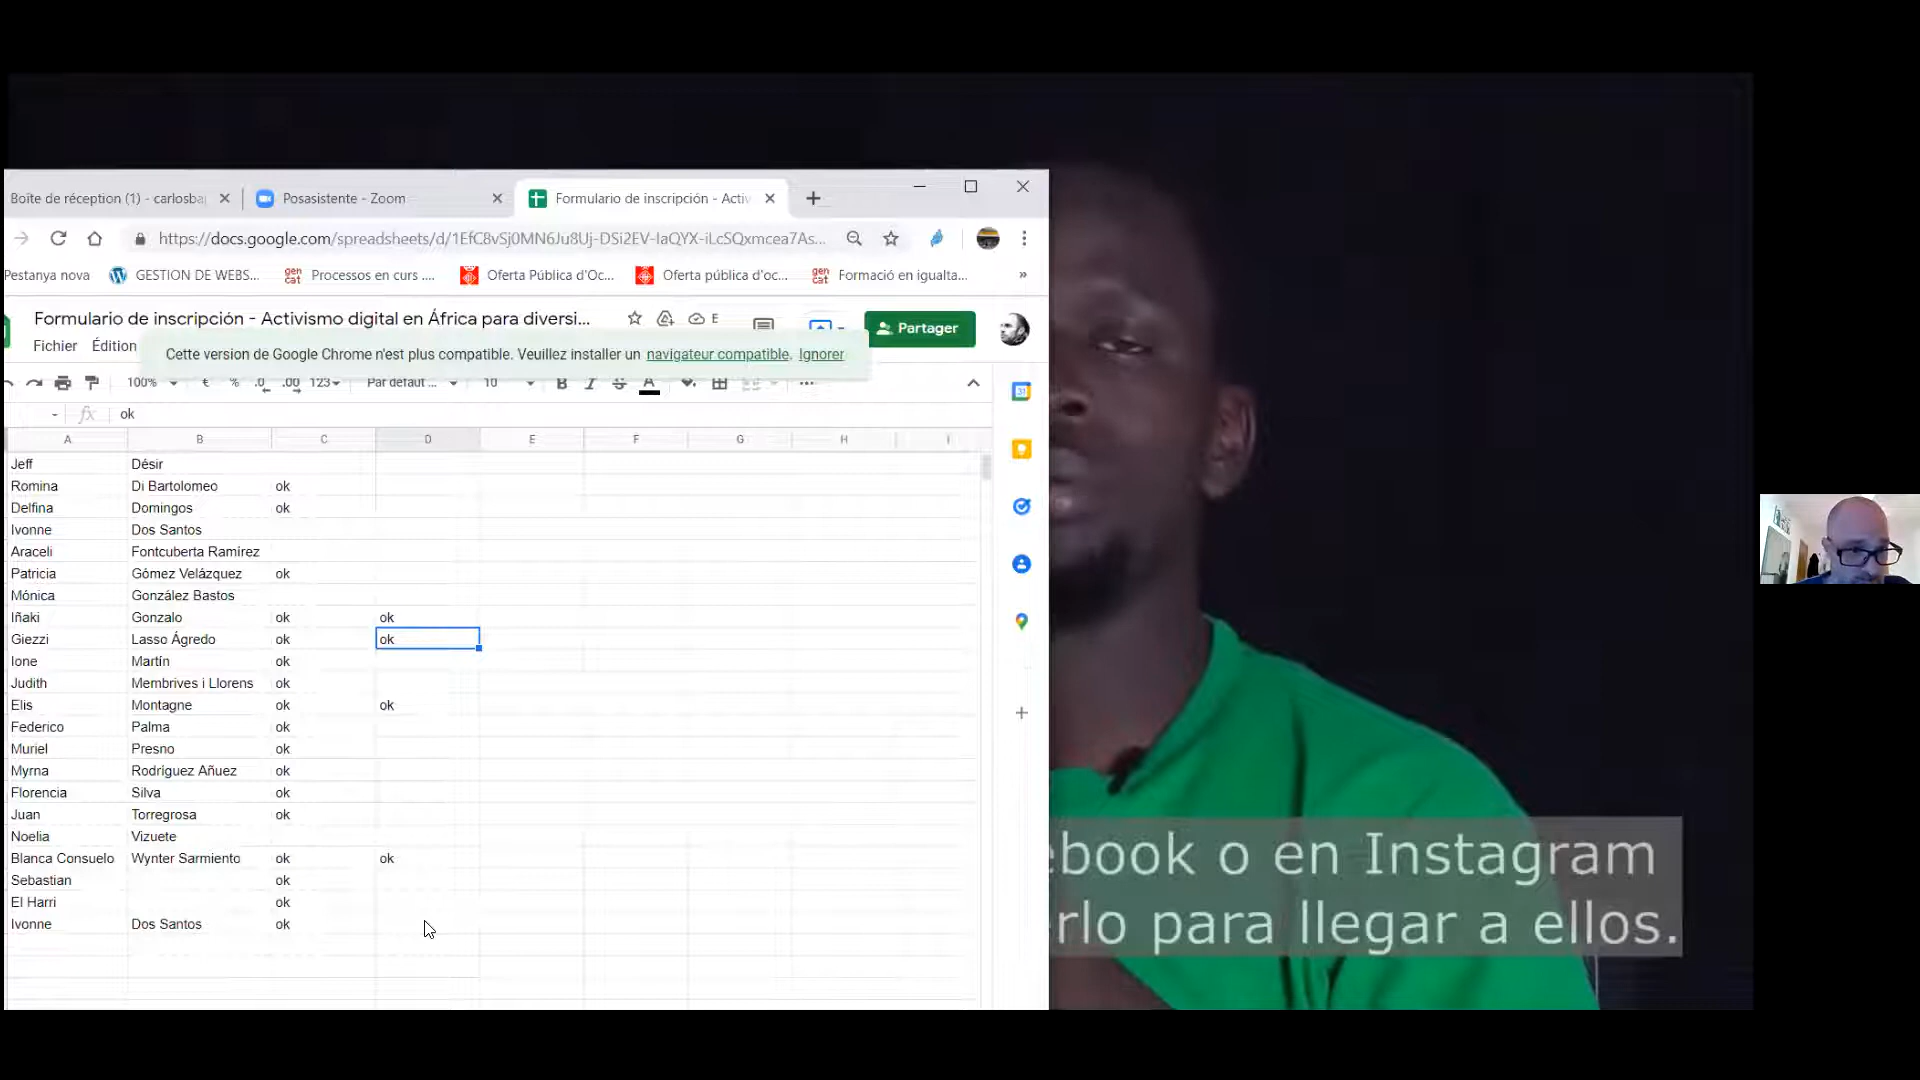 Boîte de réception (1) - carlosba
Posasistente - Zoom
Formulario de inscripción - Activ
https://docs.google.com/spreadsheets/d/1EfC8vSj0MN6Ju8Uj-DSi2EV-IaQYX-iLcSQxmcea7As...
Pestanya nova
GESTION DE WEBS...
gen cat
Processos en curs ....
Oferta Pública d'Oc...
Oferta pública d'oc...
gen cat
Formació en igualta...
»
Formulario de inscripción - Activismo digital en África para diversi...
E
Partager
Fichier Édition
Cette version de Google Chrome n'est plus compatible. Veuillez installer un navigateur compatible. Ignorer
100% € % .0 .00 123 Par défaut ... 10 B I S A
fx ok
A B C D E F G H I
Jeff Désir
Romina Di Bartolomeo ok
Delfina Domingos ok
Ivonne Dos Santos
Araceli Fontcuberta Ramírez
Patricia Gómez Velázquez ok
Mónica González Bastos
Iñaki Gonzalo ok ok
Giezzi Lasso Ágredo ok ok
Ione Martín ok
Judith Membrives i Llorens ok
Elis Montagne ok ok
Federico Palma ok
Muriel Presno ok
Myrna Rodríguez Añuez ok
Florencia Silva ok
Juan Torregrosa ok
Noelia Vizuete
Blanca Consuelo Wynter Sarmiento ok ok
Sebastian ok
El Harri ok
Ivonne Dos Santos ok
ebook o en Instagram
erlo para llegar a ellos.